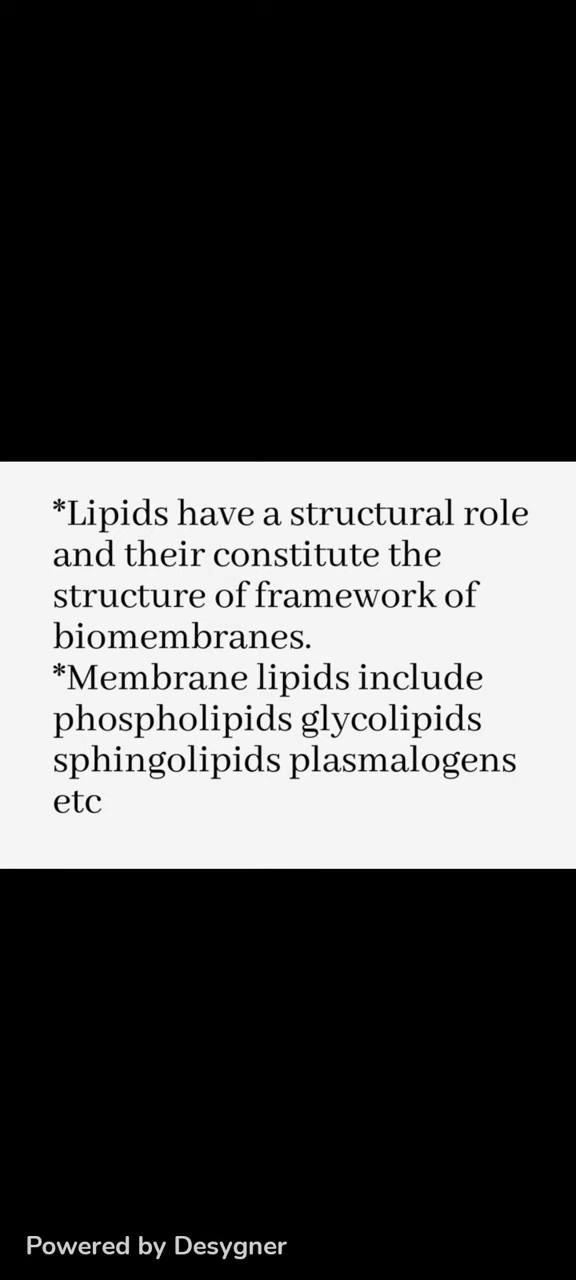 *Lipids have a structural role
and their constitute the
structure of framework of
biomembranes.
*Membrane lipids include
phospholipids glycolipids
sphingolipids plasmalogens
etc
Powered by Desygner